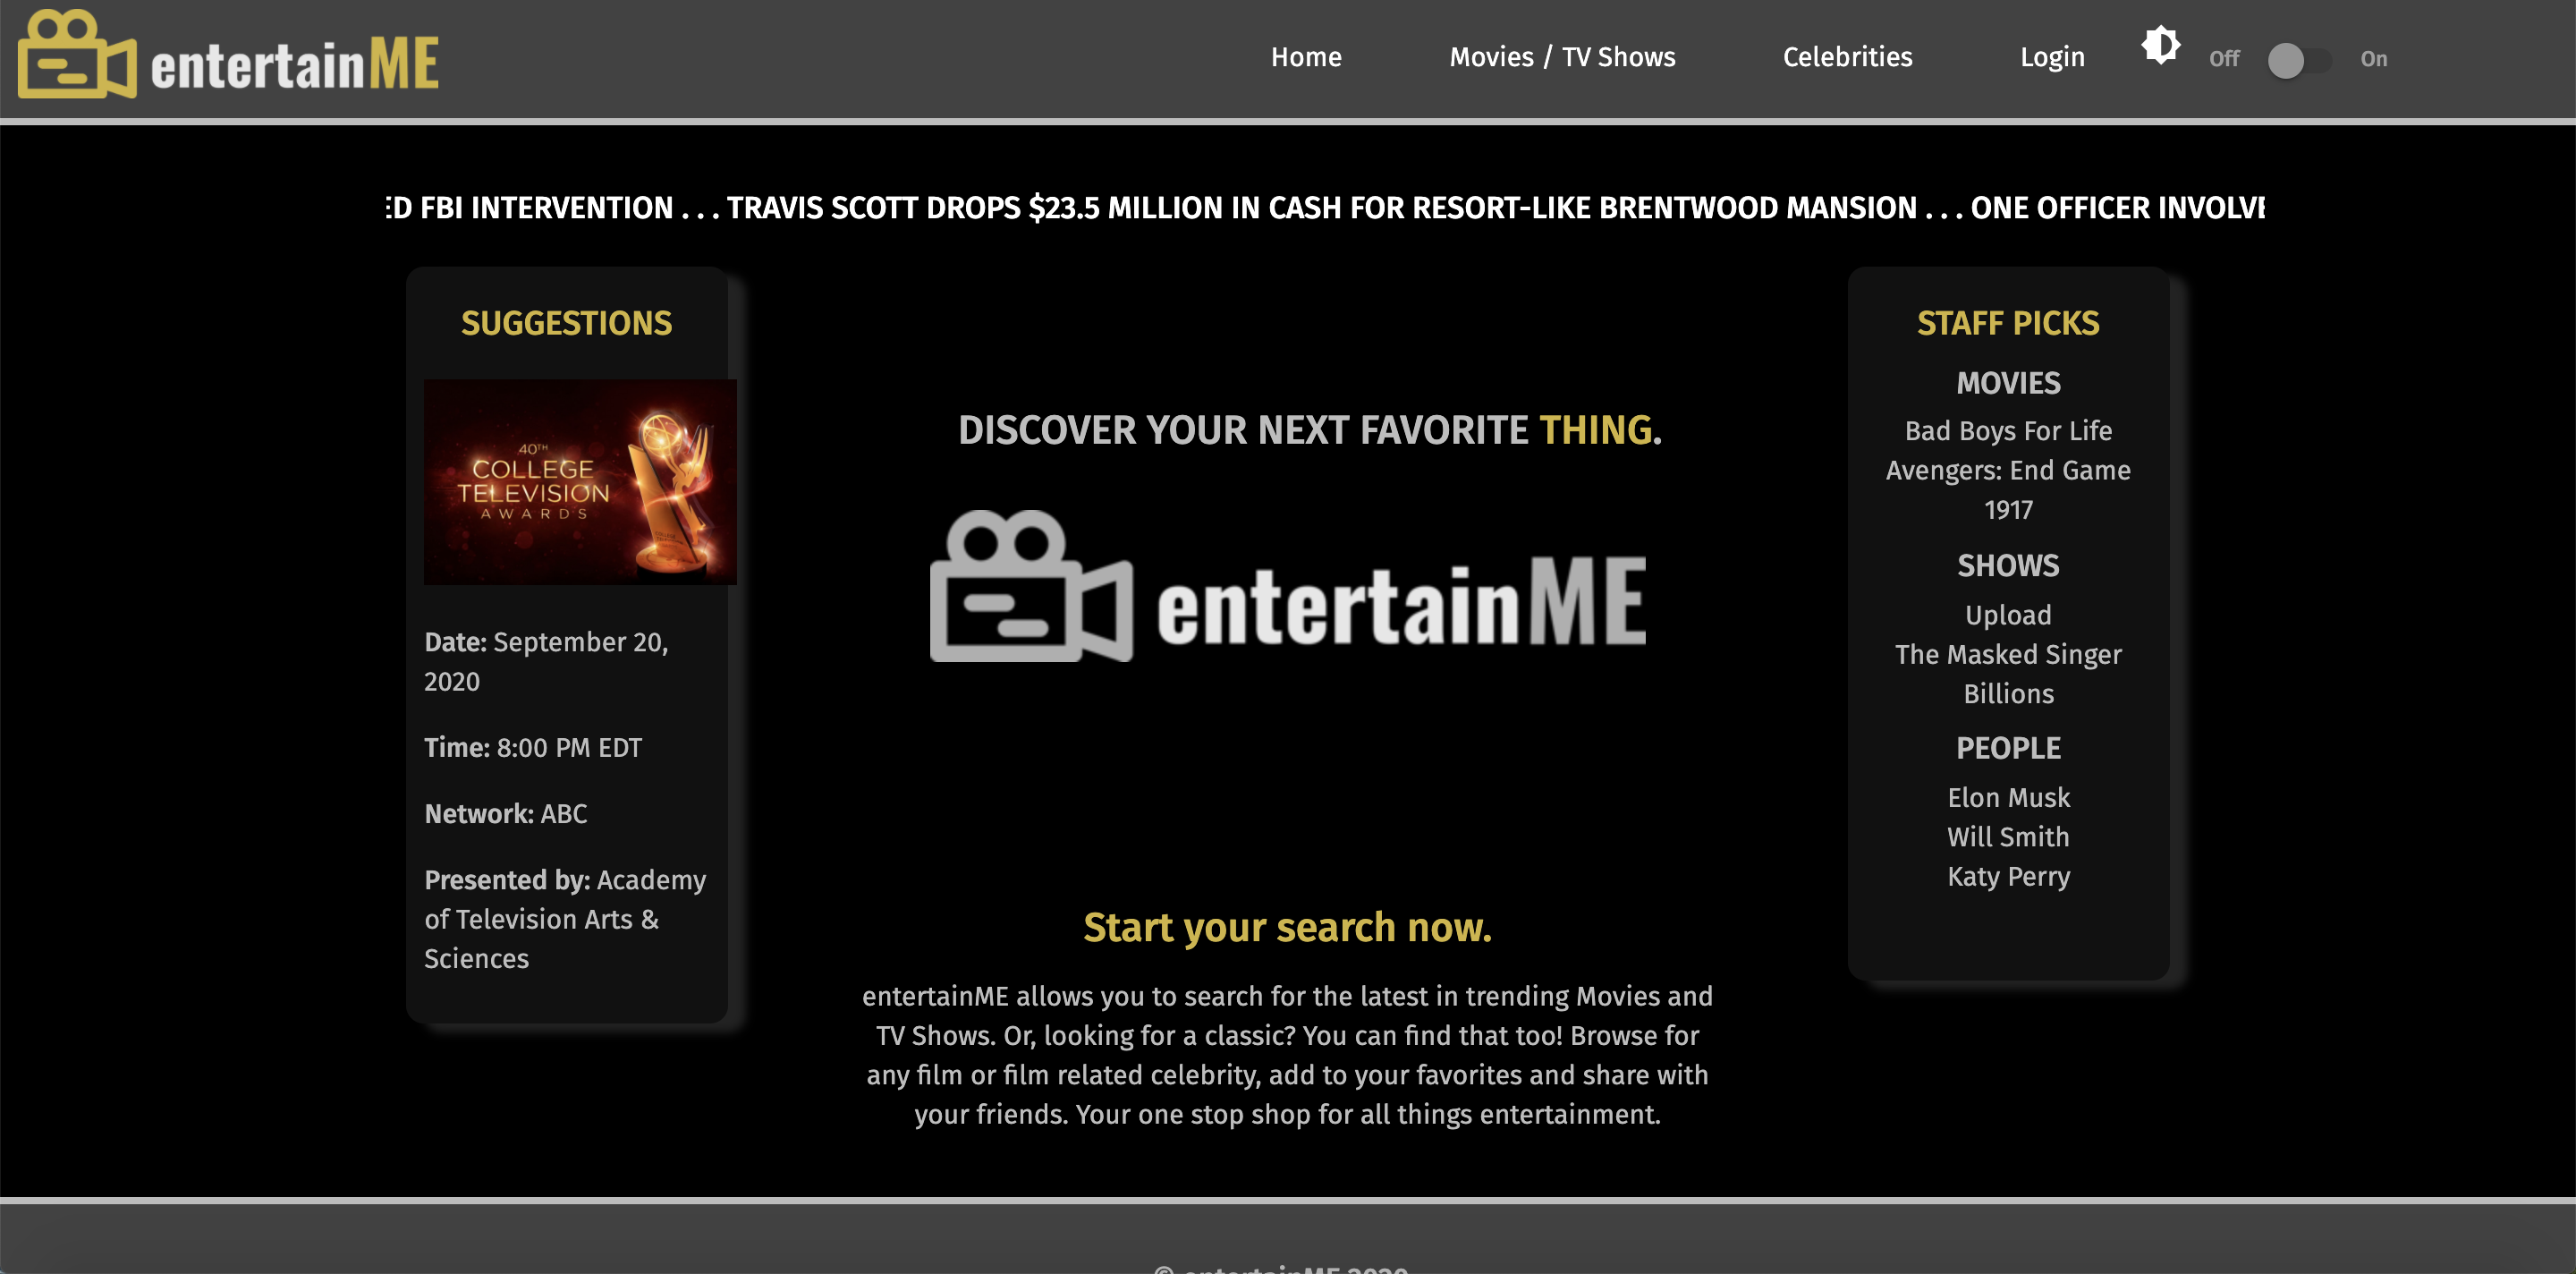 entertainME
Home
Movies / TV Shows
Celebrities
Login
Off
On
ED FBI INTERVENTION . . . TRAVIS SCOTT DROPS $23.5 MILLION IN CASH FOR RESORT-LIKE BRENTWOOD MANSION . . . ONE OFFICER INVOLVE
SUGGESTIONS
40TH
COLLEGE
TELEVISION
AWARDS
Date: September 20,
2020
Time: 8:00 PM EDT
Network: ABC
Presented by: Academy
of Television Arts &
Sciences
DISCOVER YOUR NEXT FAVORITE THING.
entertainME
Start your search now.
entertainME allows you to search for the latest in trending Movies and
TV Shows. Or, looking for a classic? You can find that too! Browse for
any film or film related celebrity, add to your favorites and share with
your friends. Your one stop shop for all things entertainment.
STAFF PICKS
MOVIES
Bad Boys For Life
Avengers: End Game
1917
SHOWS
Upload
The Masked Singer
Billions
PEOPLE
Elon Musk
Will Smith
Katy Perry
© entertainME 2020